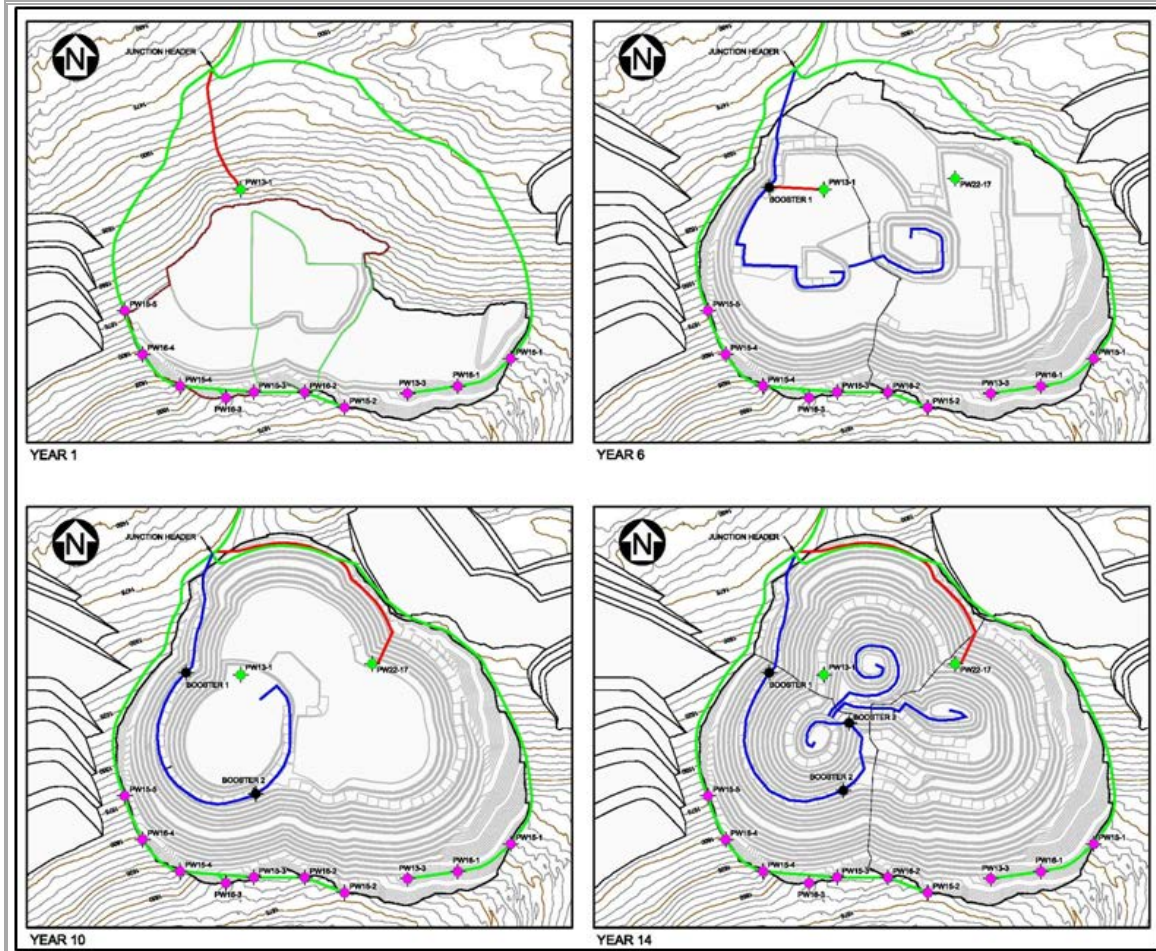 N
JUNCTION HEADER
PW13-1
PW15-5
PW16-4
PW15-4
PW15-3
PW16-2
PW16-3
PW15-2
PW13-3
PW16-1
PW15-1
YEAR 1
N
JUNCTION HEADER
PW13-1
BOOSTER 1
PW22-17
PW15-5
PW16-4
PW15-4
PW15-3
PW16-2
PW16-3
PW15-2
PW13-3
PW16-1
PW15-1
YEAR 6
N
JUNCTION HEADER
PW13-1
BOOSTER 1
PW22-17
BOOSTER 2
PW15-5
PW16-4
PW15-4
PW15-3
PW16-2
PW16-3
PW15-2
PW13-3
PW16-1
PW15-1
YEAR 10
N
JUNCTION HEADER
PW13-1
BOOSTER 1
PW22-17
BOOSTER 3
BOOSTER 2
PW15-5
PW16-4
PW15-4
PW15-3
PW16-2
PW16-3
PW15-2
PW13-3
PW16-1
PW15-1
YEAR 14